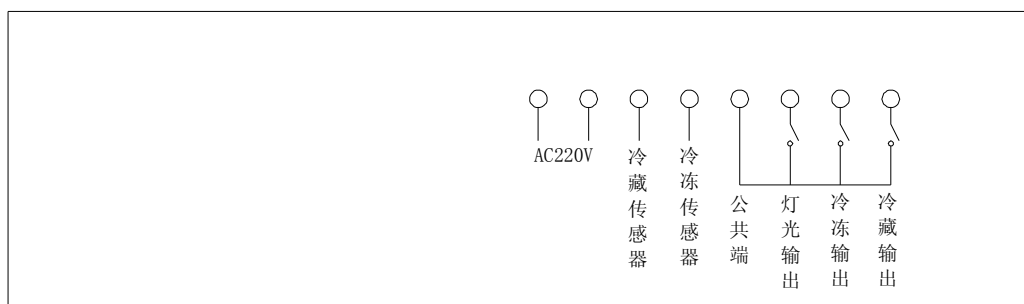 AC220V
冷藏传感器
冷冻传感器
公共端
灯光输出
冷冻输出
冷藏输出